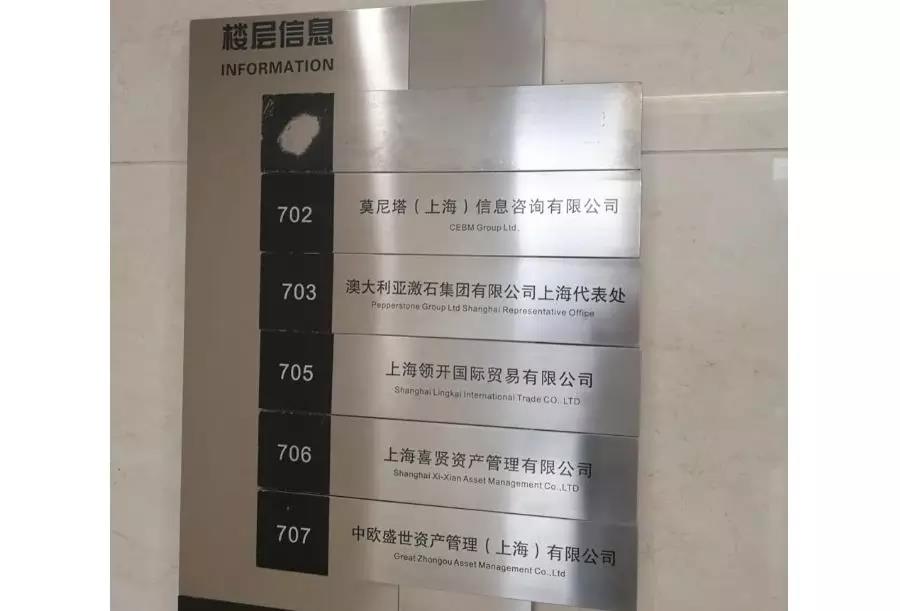 楼层信息
INFORMATION
702
莫尼塔（上海）信息咨询有限公司
CEBM Group Ltd.
703
澳大利亚激石集团有限公司上海代表处
Pepperstone Group Ltd Shanghai Representative Offipe
705
上海领开国际贸易有限公司
Shanghai Lingkai International Trade CO., LTD
706
上海喜贤资产管理有限公司
Shanghai Xi-Xian Asset Management Co.,LTD
707
中欧盛世资产管理（上海）有限公司
Great Zhongou Asset Management Co.,Ltd